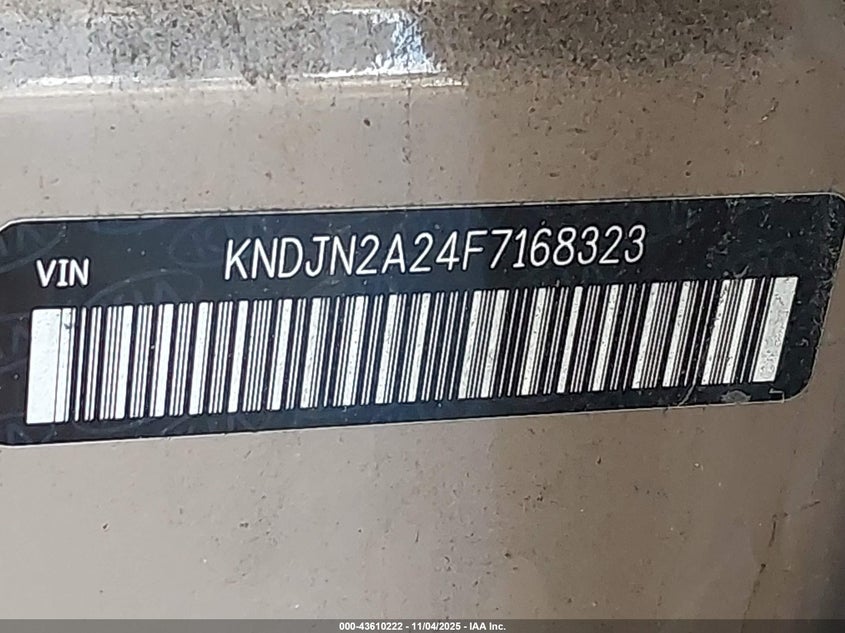 VIN
KNDJN2A24F7168323
000-43610222 - 11/04/2025 - IAA Inc.